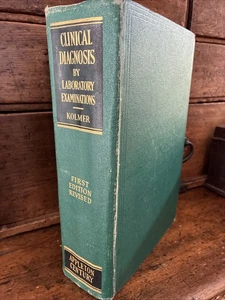 CLINICAL
DIAGNOSIS
BY
LABORATORY
EXAMINATIONS
KOLMER
FIRST
EDITION
REVISED
APPLETON
CENTURY